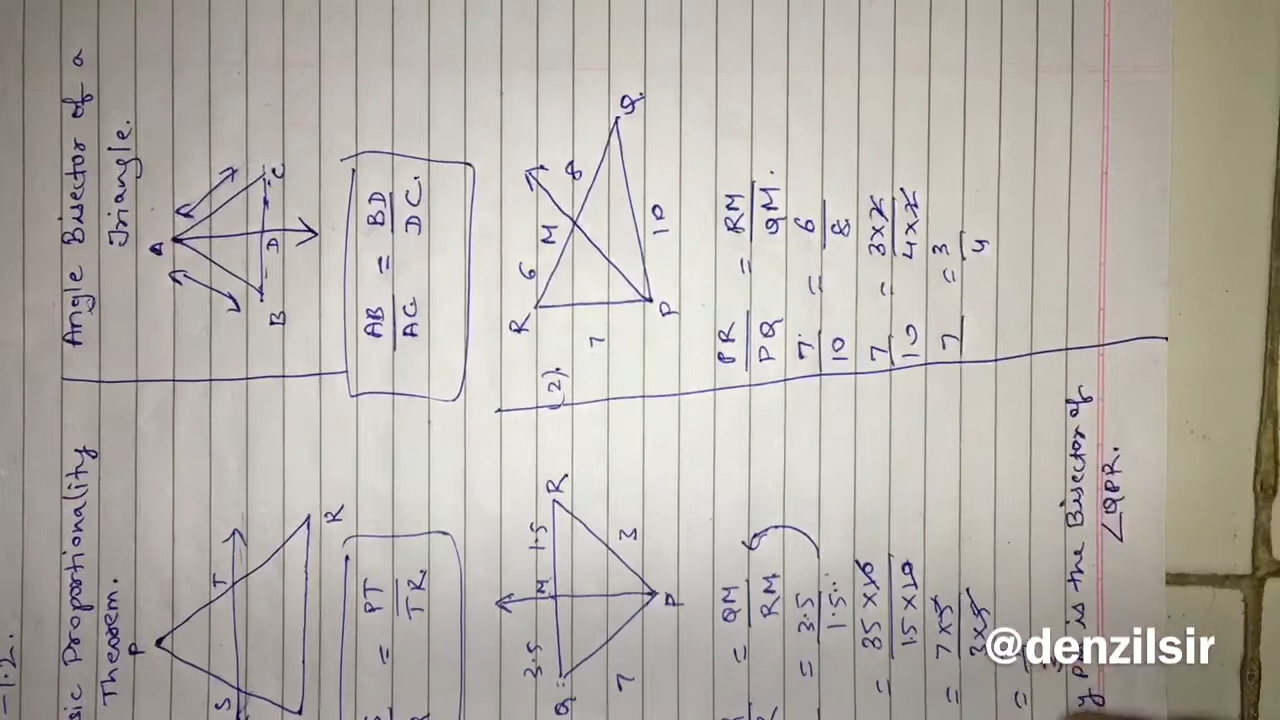 -1.2.
sic Proportionality
Theorem.
P
S
T
R
= PT
TR
3.5
M
1.5
Q
R
7
3
P
= QM
RM
= 3.5
1.5
= 35 × 10
15 × 10
= 7×5
3×5
=
y PM is the Bisector of
∠QPR.
Angle Bisector of a
Triangle.
A
B
D
C
AB = BD
AC DC.
(2).
R
6
M
8
Q.
7
10
P
PR = RM
PQ QM.
7 = 6
10 8
7 = 3×2
10 4×2
7 = 3
4
@denzilsir